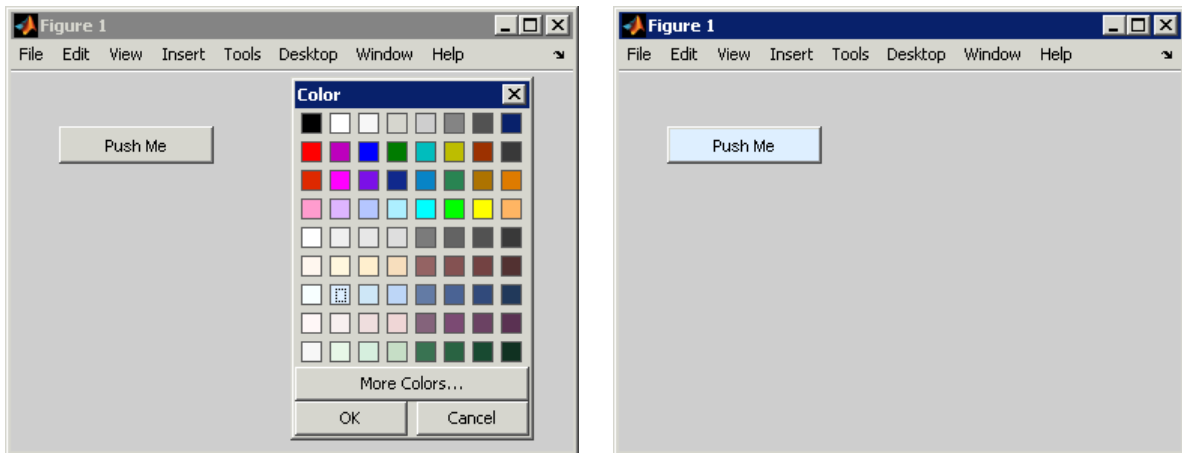 Figure 1
File Edit View Insert Tools Desktop Window Help
Color
Push Me
More Colors...
OK Cancel
Figure 1
File Edit View Insert Tools Desktop Window Help
Push Me